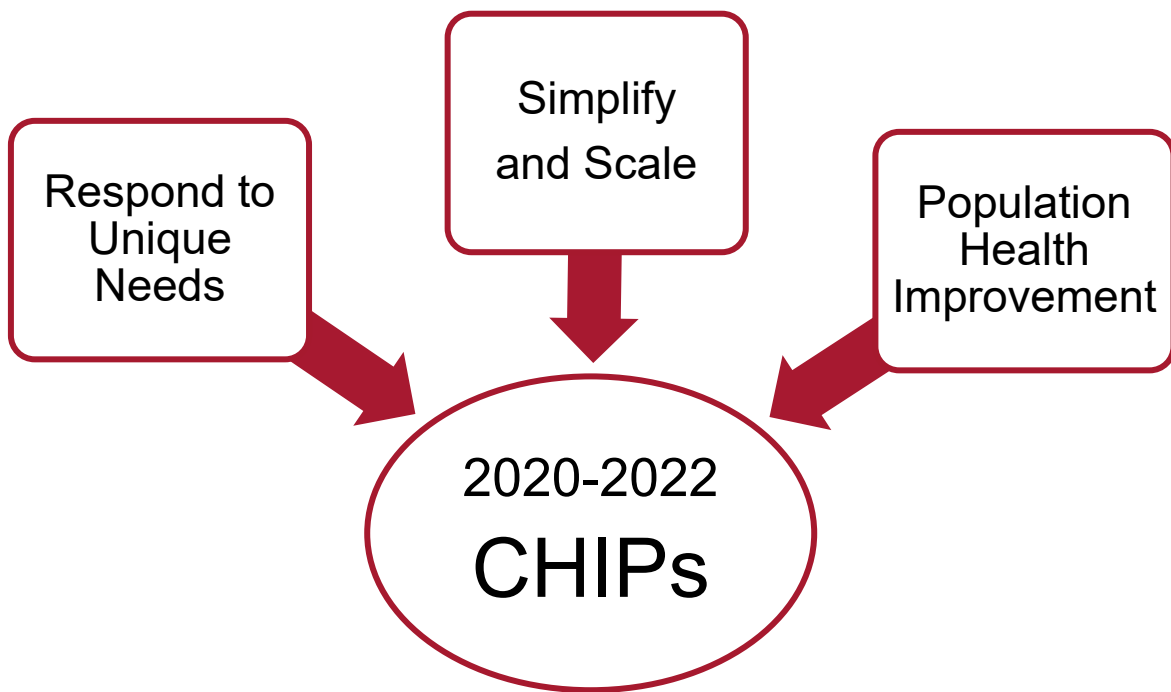 Respond to
Unique
Needs
Simplify
and Scale
Population
Health
Improvement
2020-2022
CHIPs